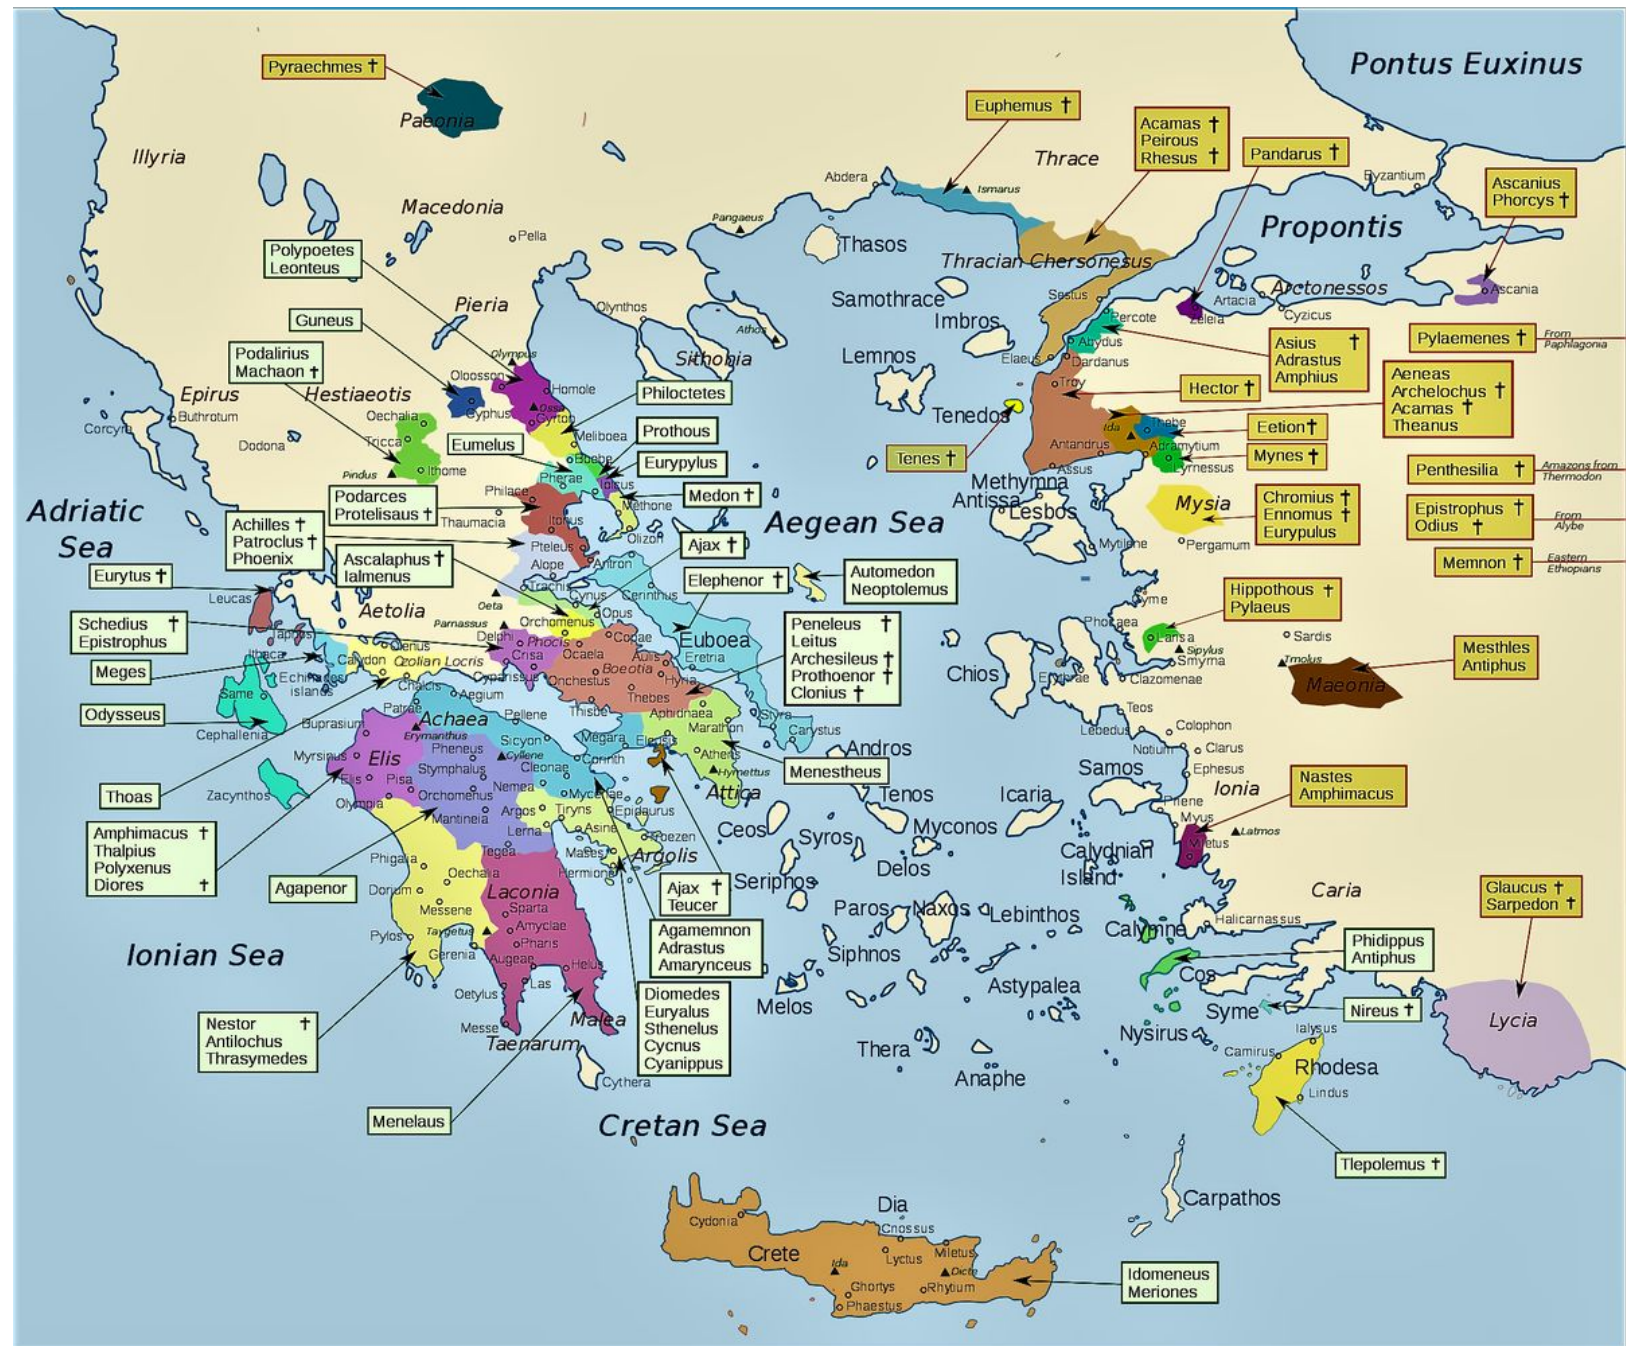 Pontus Euxinus
Pyraechmes †
Paeonia
Illyria
Euphemus †
Acamas †
Peirous
Rhesus †
Thrace
Pandarus †
Byzantium
Ascanius
Phorcys †
Abdera
Ismarus
Macedonia
Pella
Pangaeus
Thasos
Propontis
Polypoetes
Leonteus
Thracian Chersonesus
Samothrace
Sestus
Artacia
Arctonessos
Ascania
Pieria
Olynthos
Guneus
Imbros
Percote
Zeleia
Cyzicus
Athos
Abydus
Asius †
Adrastus
Amphius
Pylaemenes †
From
Paphlagonia
Podalirius
Machaon †
Olympus
Sithonia
Lemnos
Elaeus
Dardanus
Aeneas
Archelochus †
Acamas †
Theanus
Epirus
Hestiaeotis
Oloosson
Homole
Philoctetes
Troy
Hector †
Buthrotum
Corcyra
Oechalia
Gyphus
Ossa
Gyrton
Tenedos
Ida
Thebe
Eetion†
Dodona
Tricca
Eumelus
Meliboea
Prothous
Antandrus
Adramytium
Mynes †
Pindus
Ithome
Boebe
Eurypylus
Tenes †
Assus
Lyrnessus
Penthesilia †
Amazons from
Thermodon
Pherae
Iolcus
Methymna
Antissa
Lesbos
Mysia
Chromius †
Ennomus †
Eurypulus
Podarces
Protelisaus †
Philace
Medon †
Methone
Epistrophus †
Odius †
From
Alybe
Adriatic
Sea
Achilles †
Patroclus †
Phoenix
Thaumacia
Itonus
Aegean Sea
Olizon
Ajax †
Mytilene
Pergamum
Memnon †
Eastern
Ethiopians
Ascalaphus †
Ialmenus
Pteleus
Alope
Antron
Eurytus †
Elephenor †
Automedon
Neoptolemus
Hippothous †
Pylaeus
Leucas
Trachis
Cynus
Cerinthus
Cyme
Aetolia
Oeta
Opus
Schedius †
Epistrophus
Parnassus
Orchomenus
Peneleus †
Leitus
Archesileus †
Prothoenor †
Clonius †
Phocaea
Larisa
Sardis
Taphos
Delphi
Phocis
Copae
Euboea
Sipylus
Mesthles
Antiphus
Ithaca
Olenus
Crisa
Ocaela
Aulis
Eretria
Smyrna
Tmolus
Meges
Calydon
Ozolian Locris
Boeotia
Chios
Erythrae
Clazomenae
Maeonia
Echinades
islands
Chalcis
Cyparissus
Onchestus
Hyria
Same
Aegium
Thebes
Odysseus
Patrae
Pellene
Thisbe
Aphidnaea
Styra
Teos
Cephallenia
Buprasium
Achaea
Erymanthus
Marathon
Carystus
Lebedus
Colophon
Sicyon
Megara
Eleusis
Andros
Notium
Clarus
Myrsinus
Elis
Pheneus
Cyllene
Corinth
Athens
Menestheus
Samos
Ephesus
Elis
Pisa
Stymphalus
Cleonae
Hymettus
Ionia
Nastes
Amphimacus
Thoas
Zacynthos
Olympia
Orchomenus
Nemea
Mycenae
Attica
Tenos
Icaria
Priene
Mantineia
Argos
Tiryns
Epidaurus
Ceos
Syros
Myconos
Myus
Latmos
Amphimacus †
Thalpius
Polyxenus
Diores †
Lerna
Asine
Troezen
Miletus
Tegea
Mases
Argolis
Delos
Calydnian
Island
Phigalia
Oechalia
Hermione
Agapenor
Dorium
Laconia
Ajax †
Teucer
Seriphos
Caria
Glaucus †
Sarpedon †
Messene
Sparta
Paros
Naxos
Lebinthos
Halicarnassus
Pylos
Taygetus
Amyclae
Agamemnon
Adrastus
Amarynceus
Calymne
Ionian Sea
Gerenia
Pharis
Siphnos
Phidippus
Antiphus
Augeae
Helus
Cos
Oetylus
Las
Diomedes
Euryalus
Sthenelus
Cycnus
Cyanippus
Melos
Astypalea
Syme
Nireus †
Nestor †
Antilochus
Thrasymedes
Messe
Malea
Nysirus
Ialysus
Lycia
Taenarum
Thera
Camirus
Rhodesa
Cythera
Anaphe
Lindus
Menelaus
Cretan Sea
Tlepolemus †
Carpathos
Cydonia
Dia
Cnossus
Crete
Lyctus
Miletus
Ida
Dicte
Idomeneus
Meriones
Ghortys
Rhytium
Phaestus